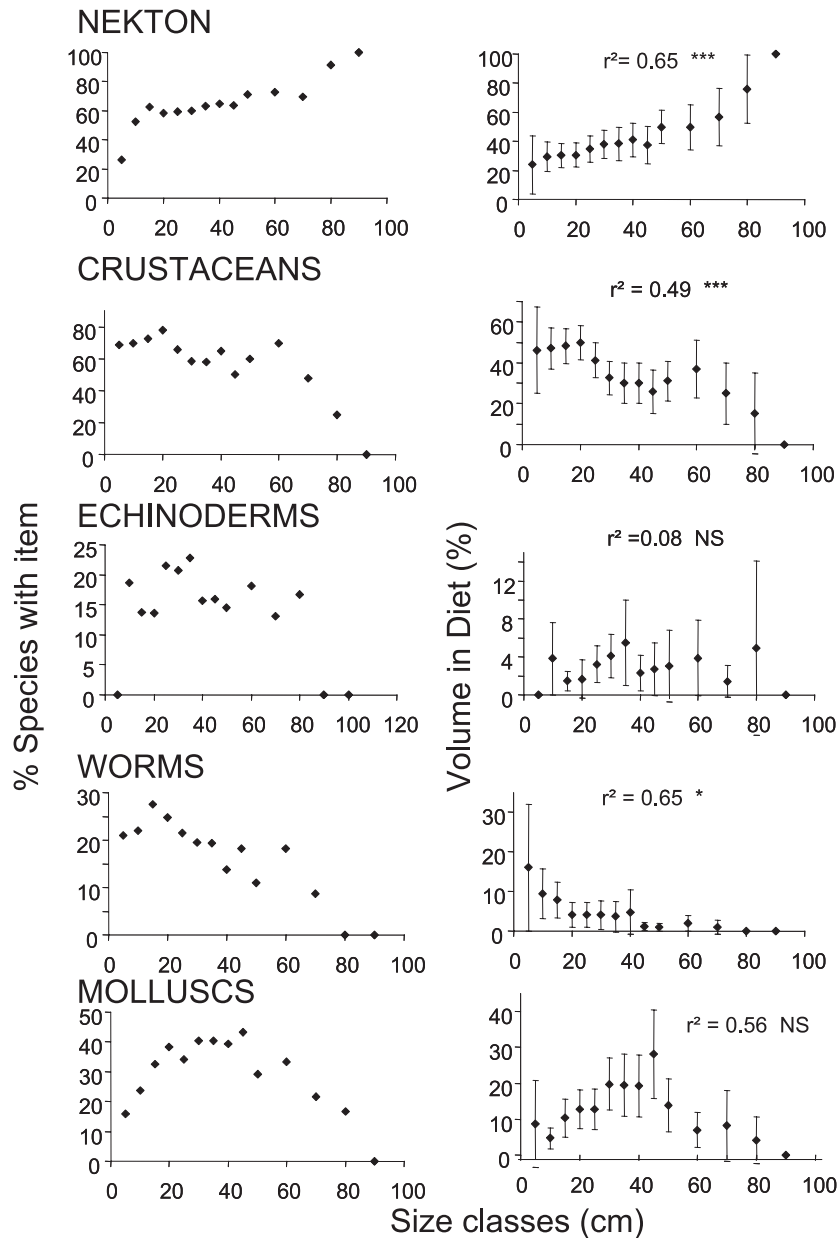 NEKTON
100
80
60
40
20
0
0 20 40 60 80 100
r²= 0.65 ***
100
80
60
40
20
0
0 20 40 60 80 100
CRUSTACEANS
80
60
40
20
0
0 20 40 60 80 100
r² = 0.49 ***
60
40
20
0
0 20 40 60 80 100
ECHINODERMS
25
20
15
10
5
0
0 20 40 60 80 100 120
r² =0.08 NS
12
8
4
0
0 20 40 60 80 100
% Species with item
Volume in Diet (%)
WORMS
30
20
10
0
0 20 40 60 80 100
r² = 0.65 *
30
20
10
0
0 20 40 60 80 100
MOLLUSCS
50
40
30
20
10
0
0 20 40 60 80 100
r² = 0.56 NS
40
30
20
10
0
0 20 40 60 80 100
Size classes (cm)